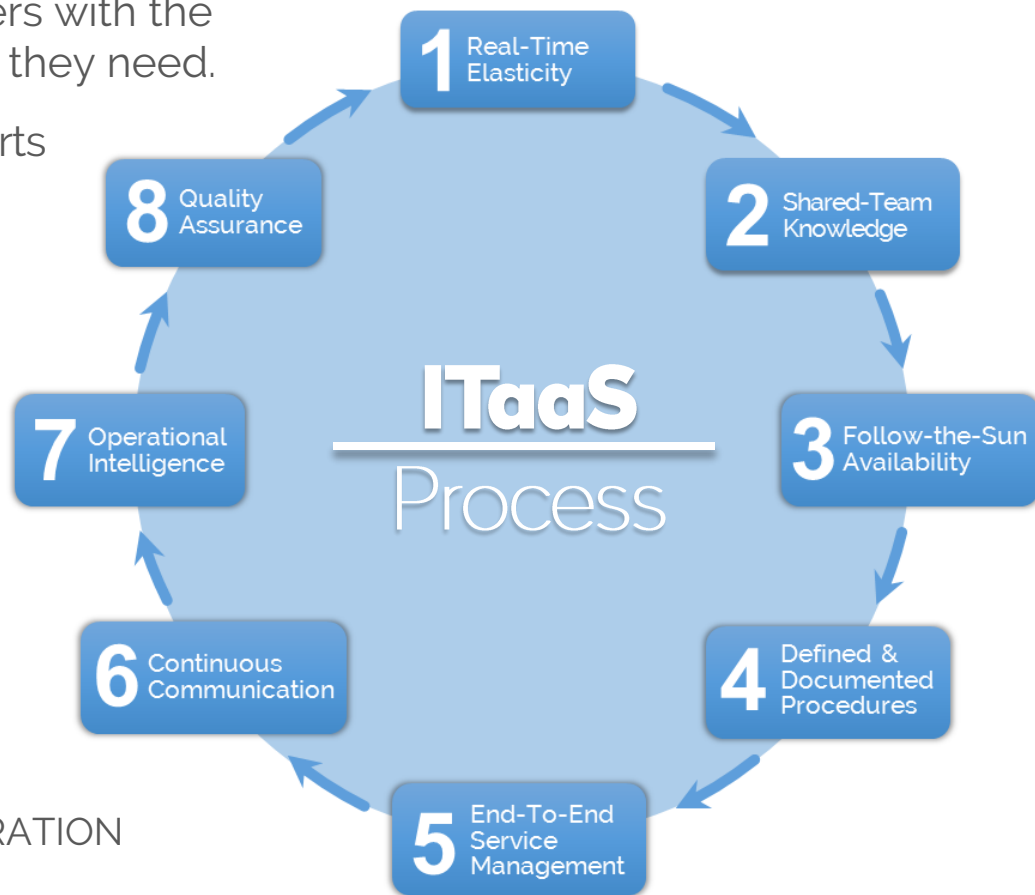 ers with the
they need.
rts
1 Real-Time
Elasticity
2 Shared-Team
Knowledge
3 Follow-the-Sun
Availability
4 Defined &
Documented
Procedures
5 End-To-End
Service
Management
6 Continuous
Communication
7 Operational
Intelligence
8 Quality
Assurance
ITaaS
Process
RATION